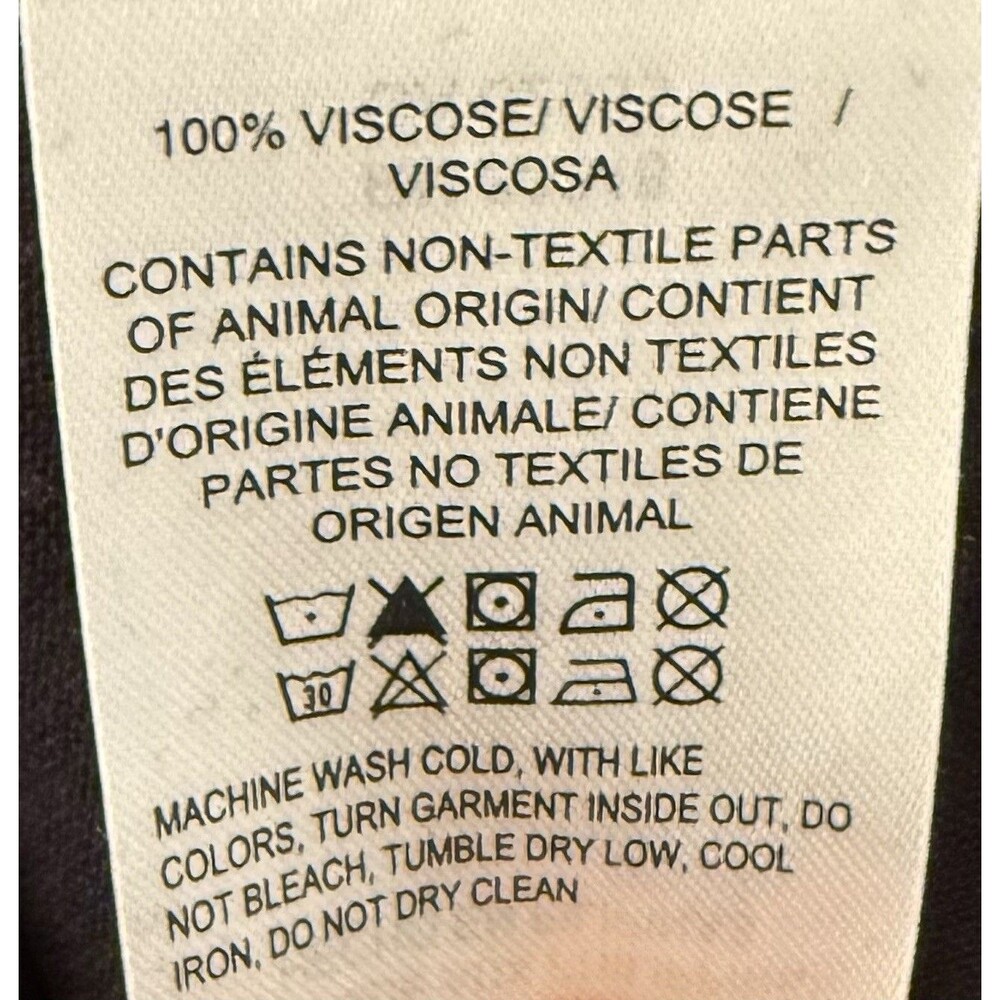 100% VISCOSE/ VISCOSE /
VISCOSA
CONTAINS NON-TEXTILE PARTS
OF ANIMAL ORIGIN/ CONTIENT
DES ÉLÉMENTS NON TEXTILES
D'ORIGINE ANIMALE/ CONTIENE
PARTES NO TEXTILES DE
ORIGEN ANIMAL
30
MACHINE WASH COLD, WITH LIKE
COLORS, TURN GARMENT INSIDE OUT, DO
NOT BLEACH, TUMBLE DRY LOW, COOL
IRON, DO NOT DRY CLEAN